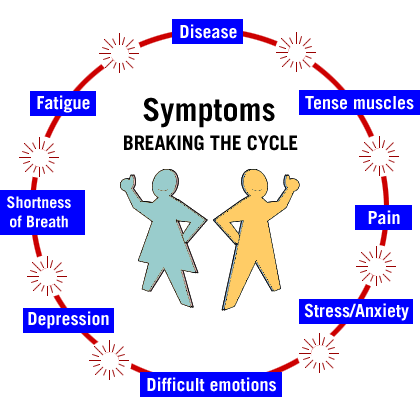 Disease
Tense muscles
Pain
Stress/Anxiety
Difficult emotions
Depression
Shortness
of Breath
Fatigue
Symptoms
BREAKING THE CYCLE